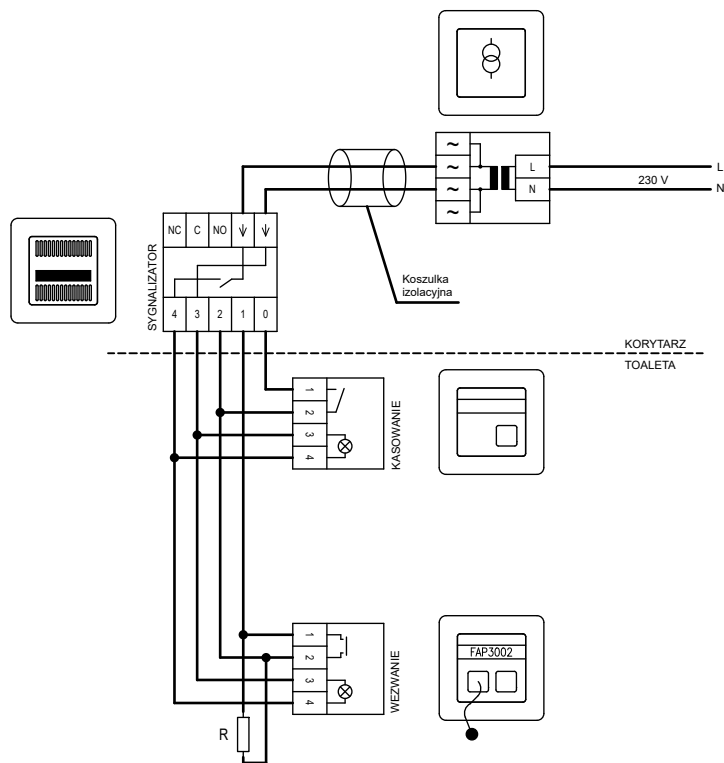 ~
~ L L
230 V
~ N N
~
NC C NO
SYGNALIZATOR
Koszulka
izolacyjna
4 3 2 1 0
KORYTARZ
TOALETA
1
2
3
4
KASOWANIE
1
2
3
4
WEZWANIE
FAP3002
R